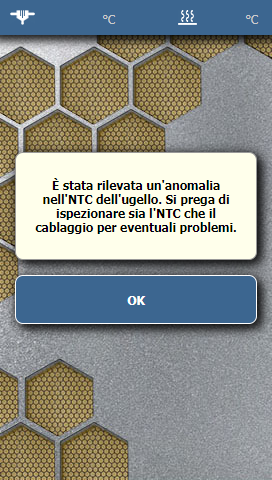 °C °C
È stata rilevata un'anomalia
nell'NTC dell'ugello. Si prega di
ispezionare sia l'NTC che il
cablaggio per eventuali problemi.
OK